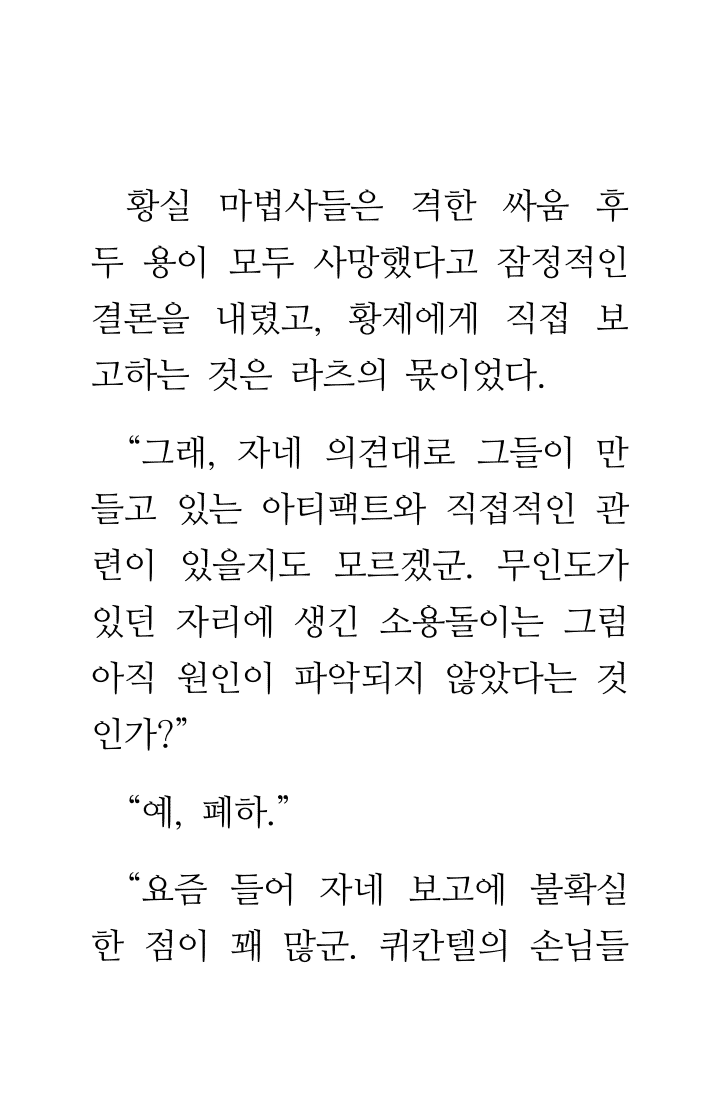 황실 마법사들은 격한 싸움 후
두 용이 모두 사망했다고 잠정적인
결론을 내렸고, 황제에게 직접 보
고하는 것은 라츠의 몫이었다.
“그래, 자네 의견대로 그들이 만
들고 있는 아티팩트와 직접적인 관
련이 있을지도 모르겠군. 무인도가
있던 자리에 생긴 소용돌이는 그럼
아직 원인이 파악되지 않았다는 것
인가?”
“예, 폐하.”
“요즘 들어 자네 보고에 불확실
한 점이 꽤 많군. 퀴칸텔의 손님들